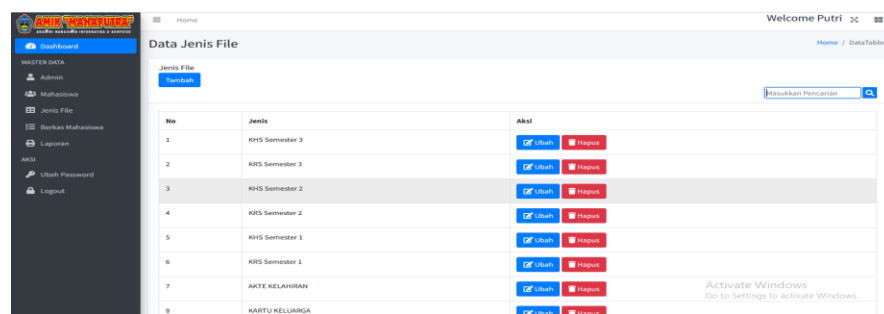 AMIK "MAHAPUTRA"
Home
Welcome Putri
Dashboard
Data Jenis File
Home / DataTable
MASTER DATA
Admin
Mahasiswa
Jenis File
Berkas Mahasiswa
Laporan
AKSI
Ubah Password
Logout
Jenis File
Tambah
Masukkan Pencarian
No Jenis Aksi
1 KHS Semester 3 Ubah Hapus
2 KRS Semester 3 Ubah Hapus
3 KHS Semester 2 Ubah Hapus
4 KRS Semester 2 Ubah Hapus
5 KHS Semester 1 Ubah Hapus
6 KRS Semester 1 Ubah Hapus
7 AKTE KELAHIRAN Ubah Hapus
8 KARTU KELUARGA Ubah Hapus
Activate Windows
Go to Settings to activate Windows.